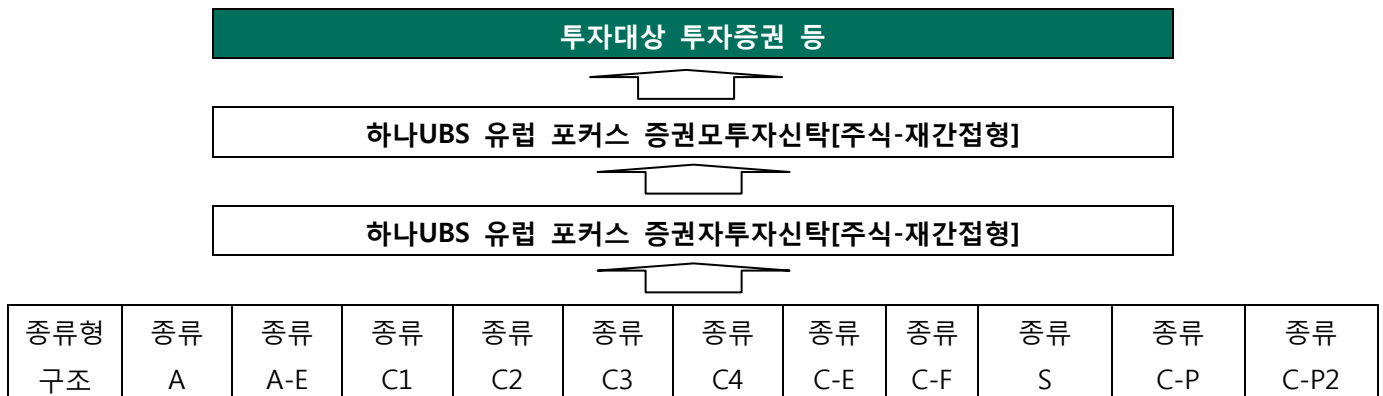 투자대상 투자증권 등
하나UBS 유럽 포커스 증권모투자신탁[주식-재간접형]
하나UBS 유럽 포커스 증권자투자신탁[주식-재간접형]
종류형 종류 종류 종류 종류 종류 종류 종류 종류 종류 종류 종류
구조 A A-E C1 C2 C3 C4 C-E C-F S C-P C-P2